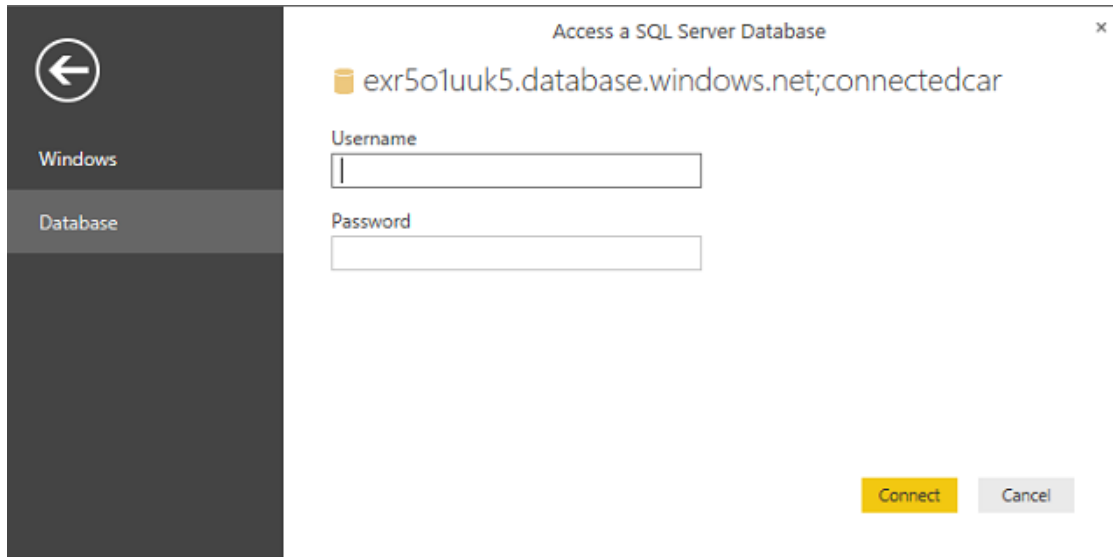 Access a SQL Server Database
exr5o1uuk5.database.windows.net;connectedcar
Windows
Database
Username
Password
Connect
Cancel